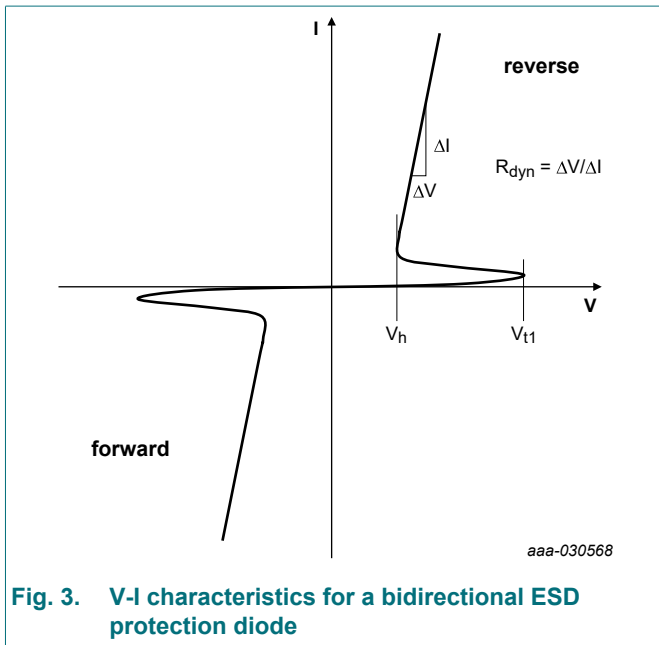 I
reverse
ΔI
R_dyn = ΔV/ΔI
ΔV
V
V_h
V_t1
forward
aaa-030568
Fig. 3. V-I characteristics for a bidirectional ESD
protection diode